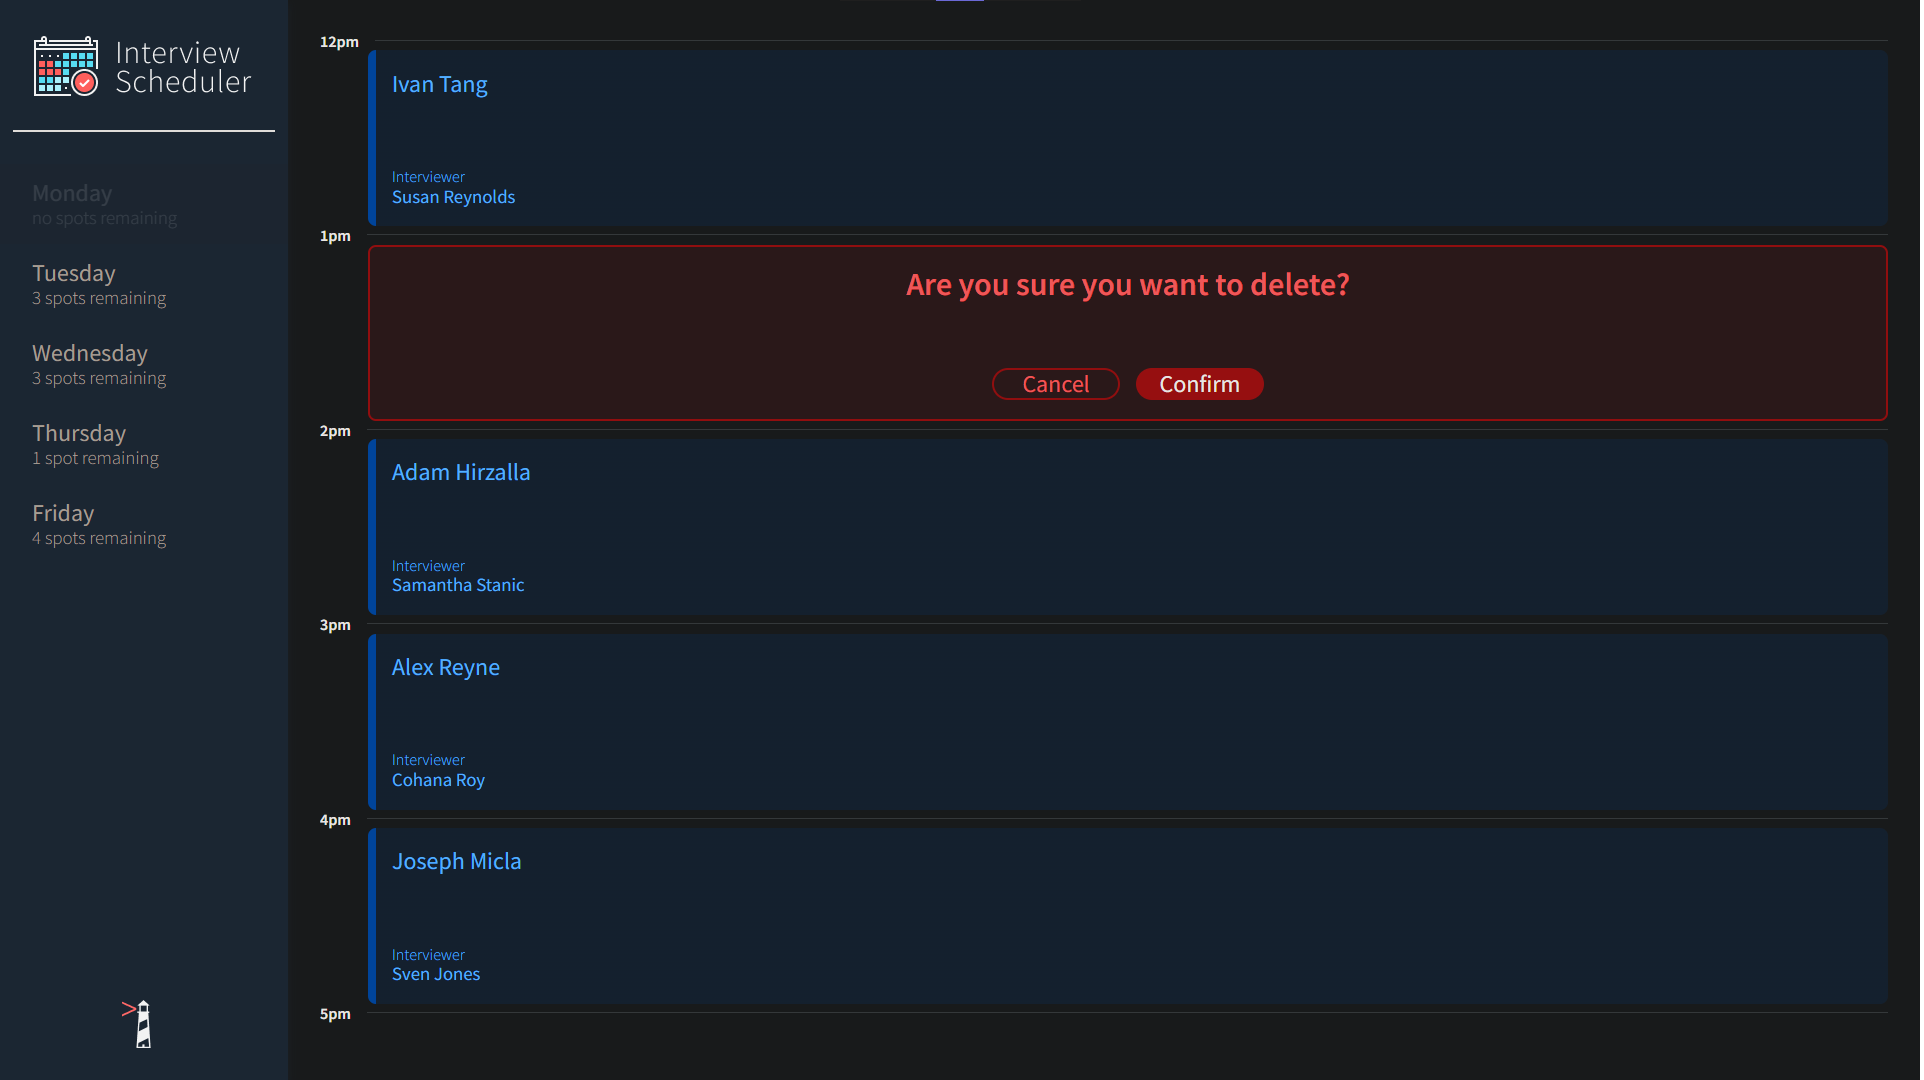 Interview
Scheduler
Monday
no spots remaining
Tuesday
3 spots remaining
Wednesday
3 spots remaining
Thursday
1 spot remaining
Friday
4 spots remaining
12pm
Ivan Tang
Interviewer
Susan Reynolds
1pm
Are you sure you want to delete?
Cancel
Confirm
2pm
Adam Hirzalla
Interviewer
Samantha Stanic
3pm
Alex Reyne
Interviewer
Cohana Roy
4pm
Joseph Micla
Interviewer
Sven Jones
5pm